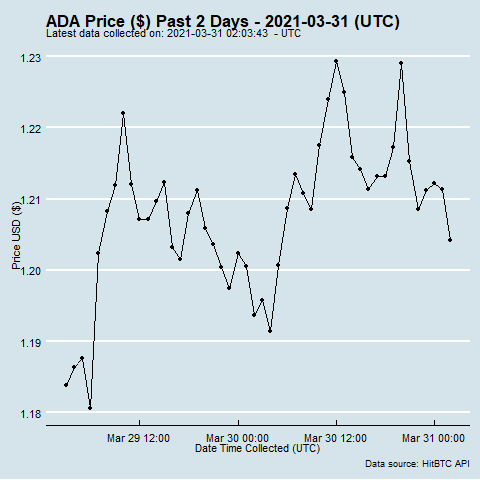 ADA Price ($) Past 2 Days - 2021-03-31 (UTC)
Latest data collected on: 2021-03-31 02:03:43 - UTC
1.23
1.22
1.21
1.20
1.19
1.18
Price USD ($)
Mar 29 12:00 Mar 30 00:00 Mar 30 12:00 Mar 31 00:00
Date Time Collected (UTC)
Data source: HitBTC API